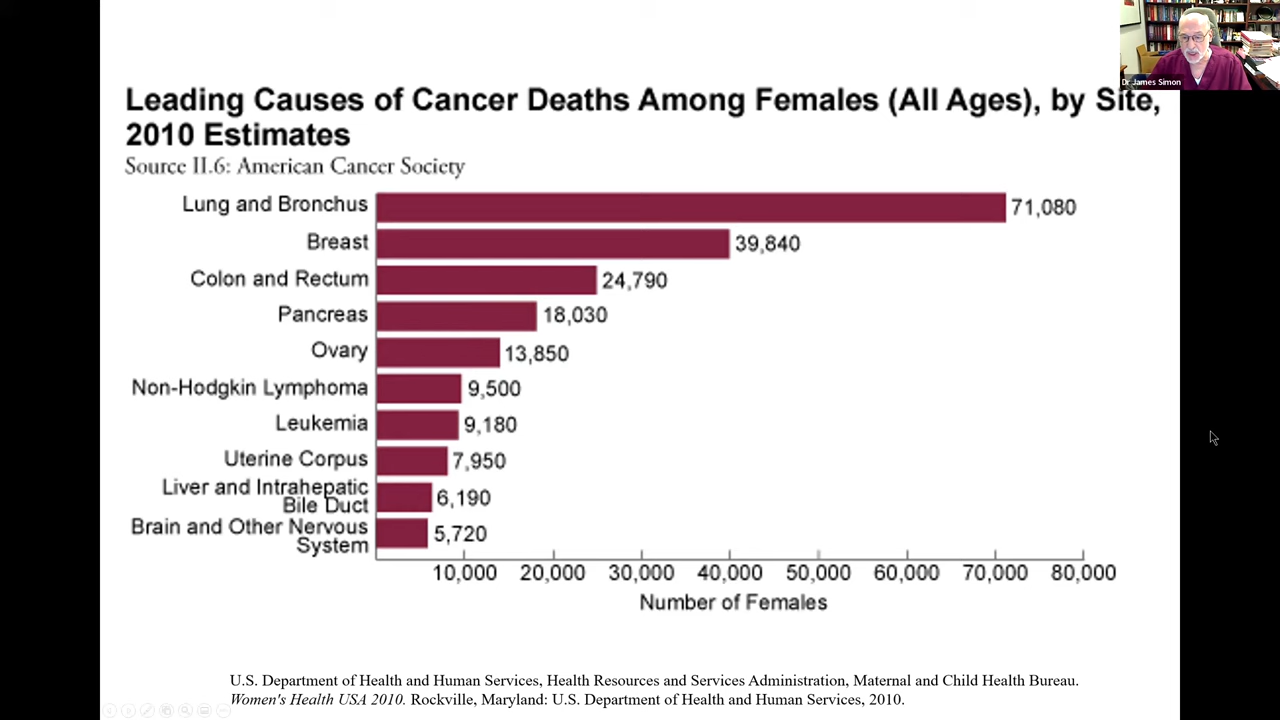 Dr James Simon
Leading Causes of Cancer Deaths Among Females (All Ages), by Site,
2010 Estimates
Source II.6: American Cancer Society
Lung and Bronchus 71,080
Breast 39,840
Colon and Rectum 24,790
Pancreas 18,030
Ovary 13,850
Non-Hodgkin Lymphoma 9,500
Leukemia 9,180
Uterine Corpus 7,950
Liver and Intrahepatic
Bile Duct 6,190
Brain and Other Nervous
System 5,720
10,000 20,000 30,000 40,000 50,000 60,000 70,000 80,000
Number of Females
U.S. Department of Health and Human Services, Health Resources and Services Administration, Maternal and Child Health Bureau.
Women's Health USA 2010. Rockville, Maryland: U.S. Department of Health and Human Services, 2010.